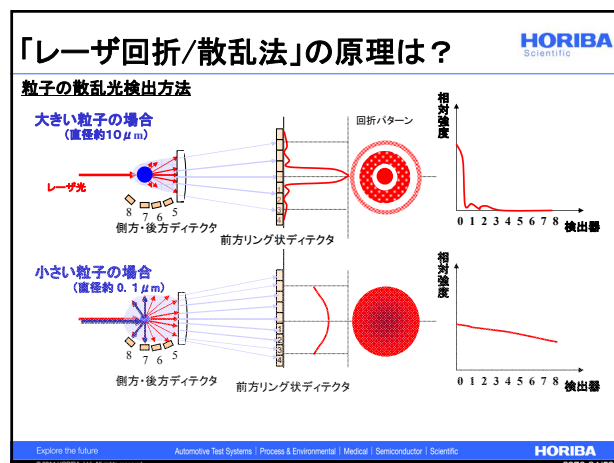 「レーザ回折/散乱法」の原理は？
HORIBA
Scientific
粒子の散乱光検出方法
大きい粒子の場合
(直径約10μm)
レーザ光
8
7 6 5
側方・後方ディテクタ
1
2
4
前方リング状ディテクタ
回折パターン
相対強度
0 1 2 3 4 5 6 7 8
検出器
小さい粒子の場合
(直径約 0. 1μm)
8
7 6 5
側方・後方ディテクタ
1
2
3
4
前方リング状ディテクタ
相対強度
0 1 2 3 4 5 6 7 8
検出器
Explore the future
Automotive Test Systems | Process & Environmental | Medical | Semiconductor | Scientific
HORIBA